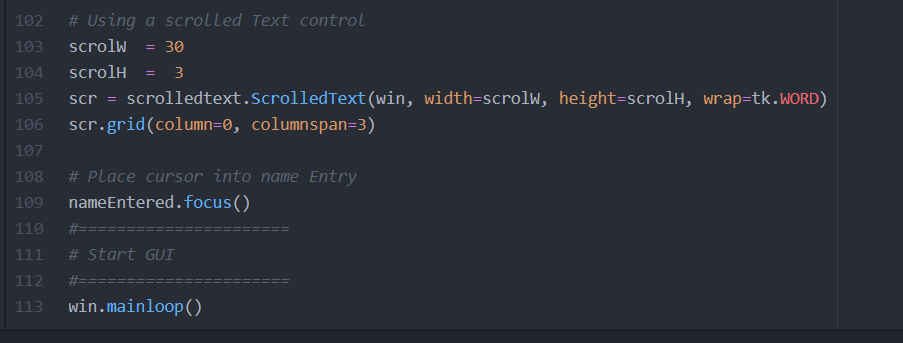 102 # Using a scrolled Text control
103 scrolW  = 30
104 scrolH  =  3
105 scr = scrolledtext.ScrolledText(win, width=scrolW, height=scrolH, wrap=tk.WORD)
106 scr.grid(column=0, columnspan=3)
107
108 # Place cursor into name Entry
109 nameEntered.focus()
110 #======================
111 # Start GUI
112 #======================
113 win.mainloop()